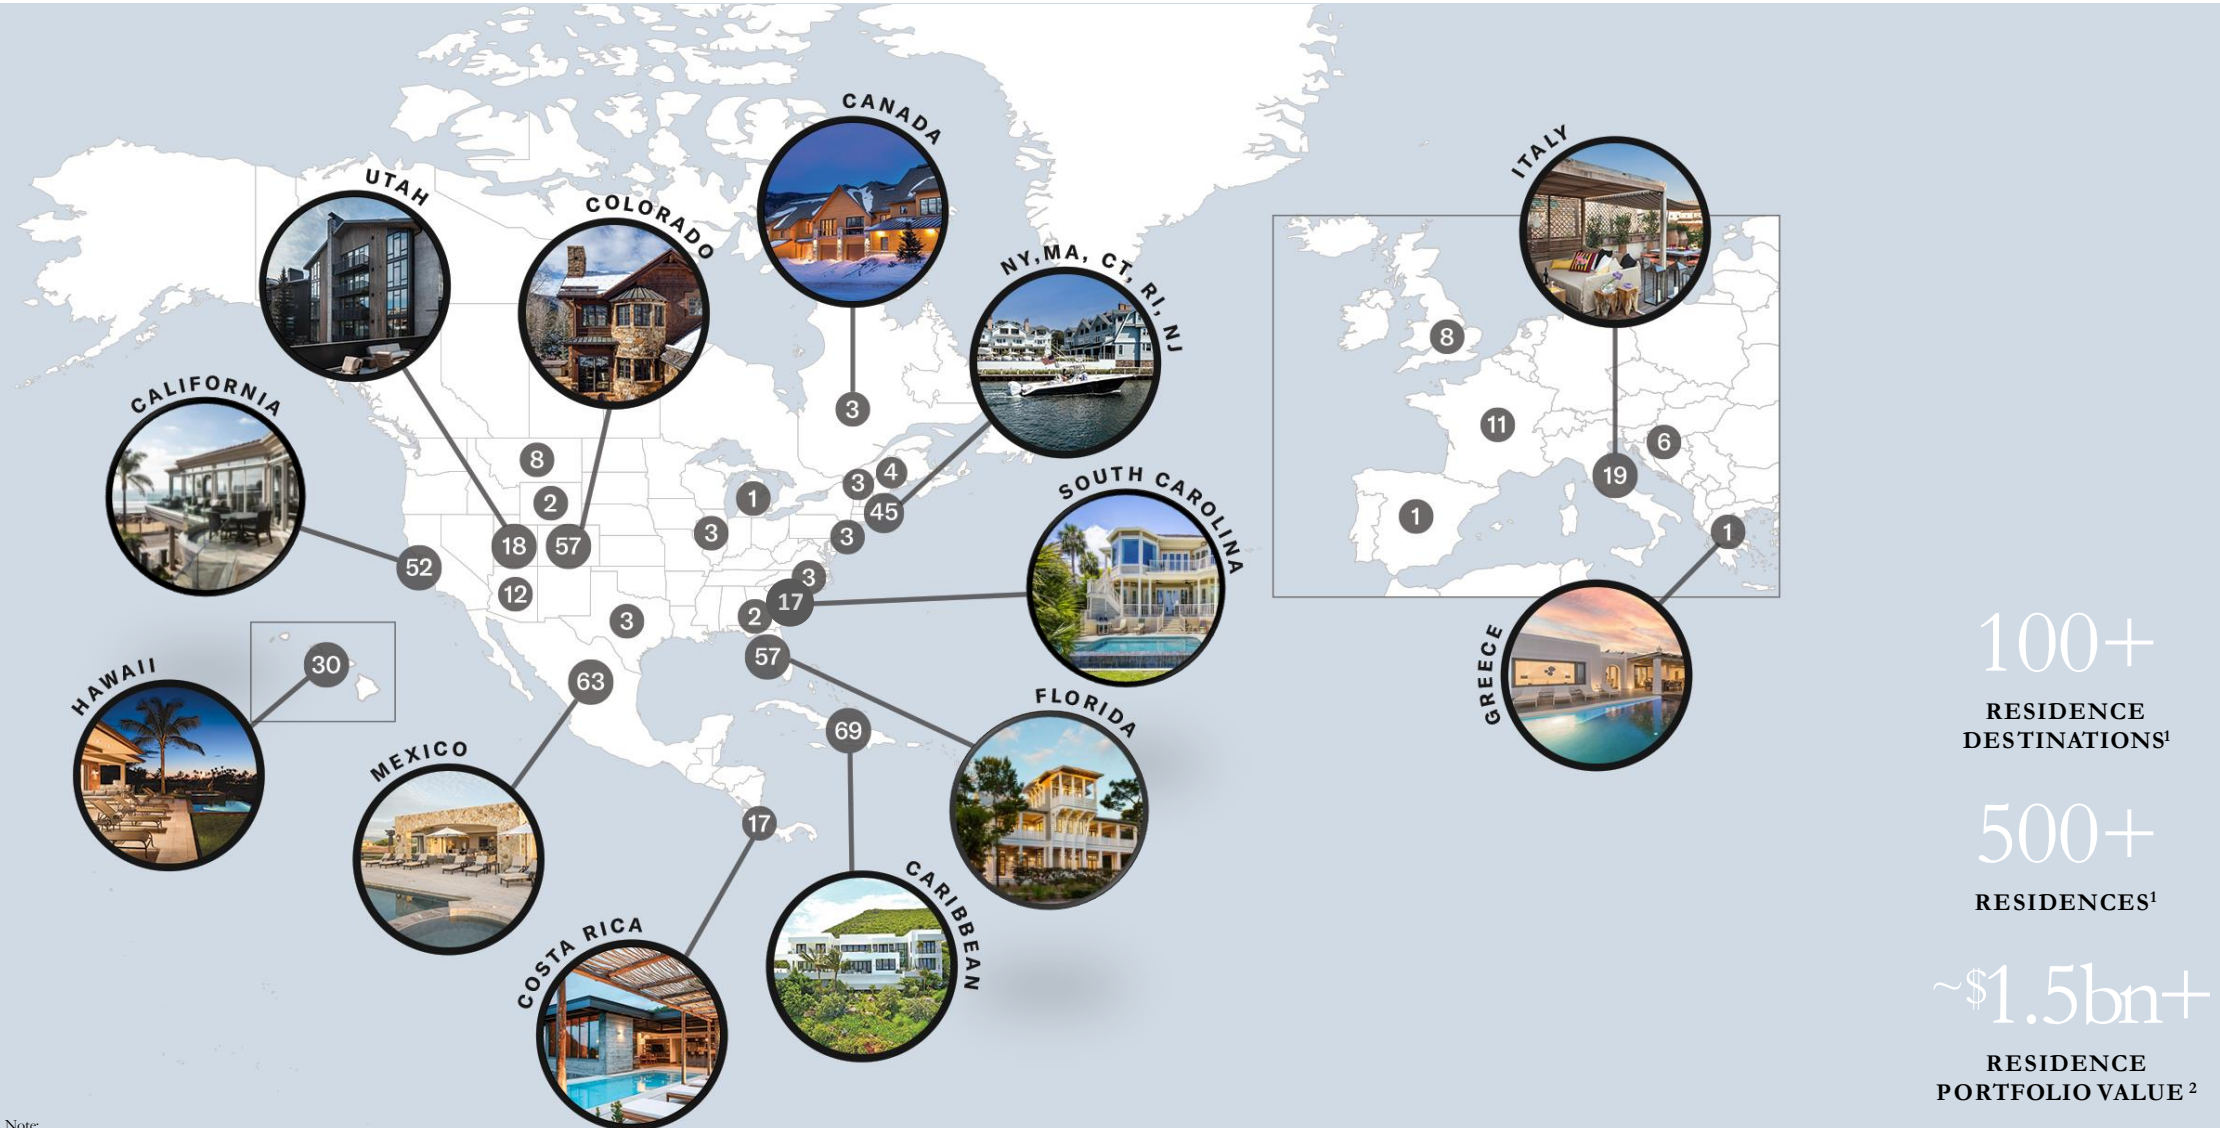 CANADA
ITALY
UTAH
COLORADO
NY, MA, CT, RI, NJ
CALIFORNIA
SOUTH CAROLINA
HAWAII
MEXICO
FLORIDA
GREECE
COSTA RICA
CARIBBEAN
8
3
11
6
8
2
1
3
4
19
45
1
3
3
1
18
57
52
12
3
17
2
3
57
30
63
69
17
100+
RESIDENCE
DESTINATIONS¹
500+
RESIDENCES¹
~$1.5bn+
RESIDENCE
PORTFOLIO VALUE ²
Note: